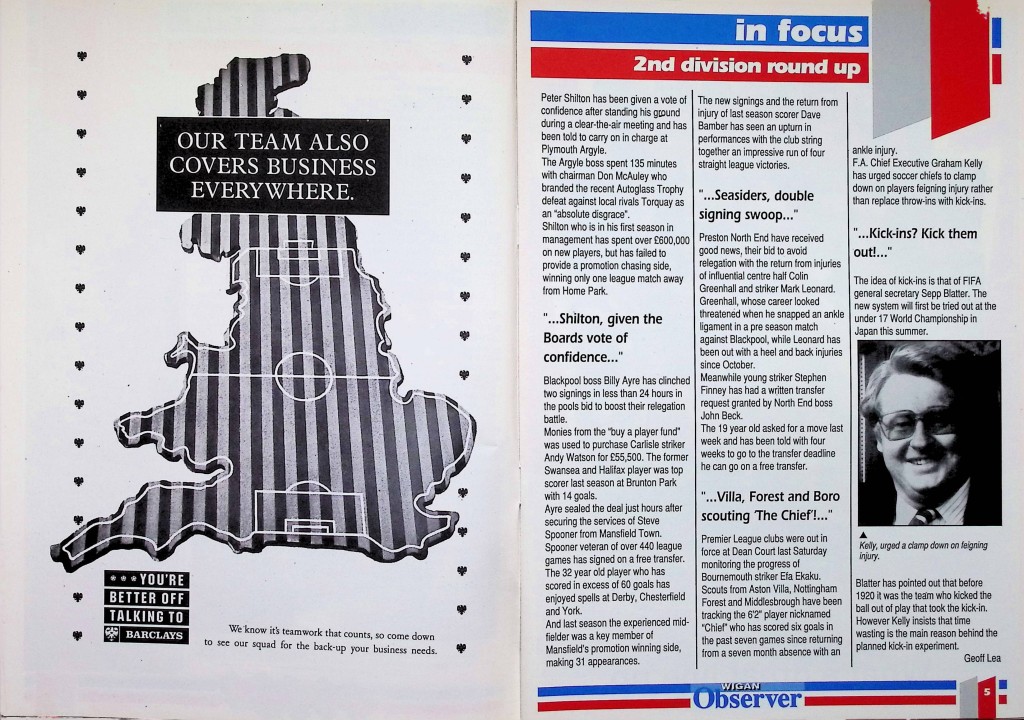 OUR TEAM ALSO
COVERS BUSINESS
EVERYWHERE.
YOU'RE
BETTER OFF
TALKING TO
BARCLAYS
We know it's teamwork that counts, so come down
to see our squad for the back-up your business needs.
in focus
2nd division round up
Peter Shilton has been given a vote of
confidence after standing his ground
during a clear-the-air meeting and has
been told to carry on in charge at
Plymouth Argyle.
The Argyle boss spent 135 minutes
with chairman Don McAuley who
branded the recent Autoglass Trophy
defeat against local rivals Torquay as
an "absolute disgrace".
Shilton who is in his first season in
management has spent over £600,000
on new players, but has failed to
provide a promotion chasing side,
winning only one league match away
from Home Park.
"...Shilton, given the
Boards vote of
confidence..."
Blackpool boss Billy Ayre has clinched
two signings in less than 24 hours in
the pools bid to boost their relegation
battle.
Monies from the "buy a player fund"
was used to purchase Carlisle striker
Andy Watson for £55,500. The former
Swansea and Halifax player was top
scorer last season at Brunton Park
with 14 goals.
Ayre sealed the deal just hours after
securing the services of Steve
Spooner from Mansfield Town.
Spooner veteran of over 440 league
games has signed on a free transfer.
The 32 year old player who has
scored in excess of 60 goals has
enjoyed spells at Derby, Chesterfield
and York.
And last season the experienced mid-
fielder was a key member of
Mansfield's promotion winning side,
making 31 appearances.
The new signings and the return from
injury of last season scorer Dave
Bamber has seen an upturn in
performances with the club string
together an impressive run of four
straight league victories.
"...Seasiders, double
signing swoop..."
Preston North End have received
good news, their bid to avoid
relegation with the return from injuries
of influential centre half Colin
Greenhall and striker Mark Leonard.
Greenhall, whose career looked
threatened when he snapped an ankle
ligament in a pre season match
against Blackpool, while Leonard has
been out with a heel and back injuries
since October.
Meanwhile young striker Stephen
Finney has had a written transfer
request granted by North End boss
John Beck.
The 19 year old asked for a move last
week and has been told with four
weeks to go to the transfer deadline
he can go on a free transfer.
"...Villa, Forest and Boro
scouting 'The Chief'!..."
Premier League clubs were out in
force at Dean Court last Saturday
monitoring the progress of
Bournemouth striker Efa Ekaku.
Scouts from Aston Villa, Nottingham
Forest and Middlesbrough have been
tracking the 6'2" player nicknamed
"Chief" who has scored six goals in
the past seven games since returning
from a seven month absence with an
ankle injury.
F.A. Chief Executive Graham Kelly
has urged soccer chiefs to clamp
down on players feigning injury rather
than replace throw-ins with kick-ins.
"...Kick-ins? Kick them
out!..."
The idea of kick-ins is that of FIFA
general secretary Sepp Blatter. The
new system will first be tried out at the
under 17 World Championship in
Japan this summer.
Kelly, urged a clamp down on feigning
injury.
Blatter has pointed out that before
1920 it was the team who kicked the
ball out of play that took the kick-in.
However Kelly insists that time
wasting is the main reason behind the
planned kick-in experiment.
Geoff Lea
WIGAN
Observer
5